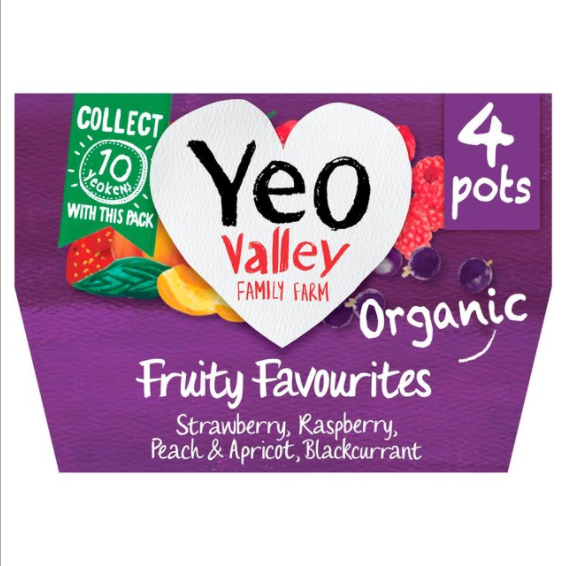 COLLECT
10
Yeokens
WITH THIS PACK
Yeo
Valley
FAMILY FARM
4
pots
Organic
Fruity Favourites
Strawberry, Raspberry,
Peach & Apricot, Blackcurrant